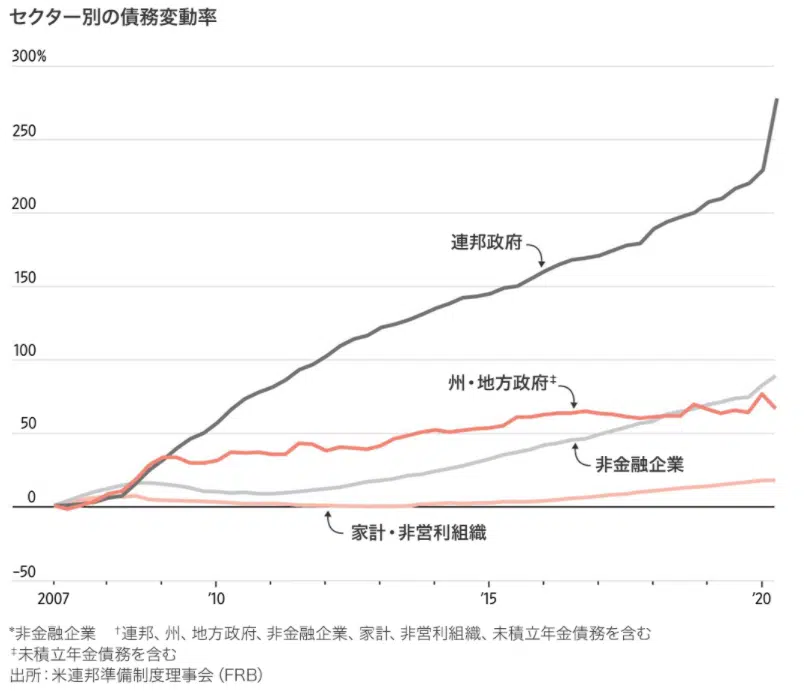 セクター別の債務変動率
300%
250
200
連邦政府
150
100
州・地方政府‡
50
非金融企業
0
家計・非営利組織
-50
2007 '10 '15 '20
*非金融企業 †連邦、州、地方政府、非金融企業、家計、非営利組織、未積立年金債務を含む
‡未積立年金債務を含む
出所：米連邦準備制度理事会（FRB）